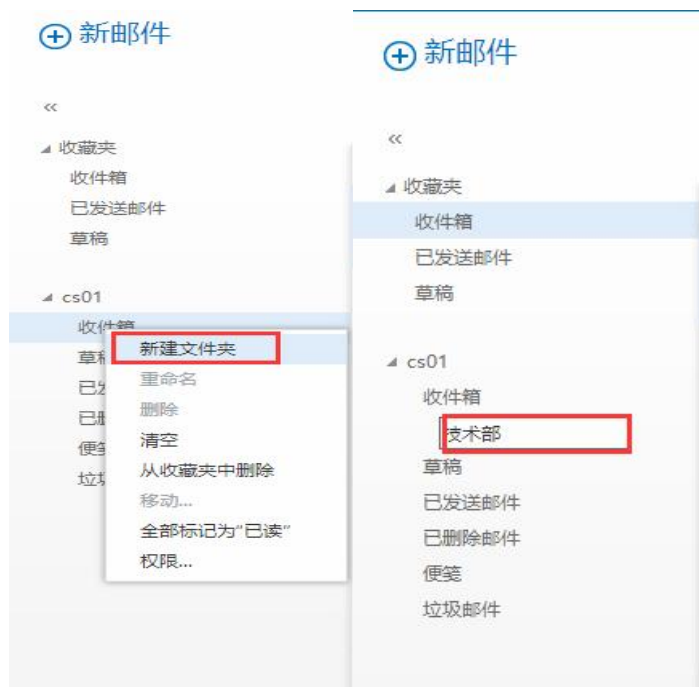 新邮件
«
收藏夹
收件箱
已发送邮件
草稿
cs01
收件箱
新建文件夹
重命名
删除
清空
从收藏夹中删除
移动...
全部标记为“已读”
权限...
新邮件
«
收藏夹
收件箱
已发送邮件
草稿
cs01
收件箱
技术部
草稿
已发送邮件
已删除邮件
便笺
垃圾邮件